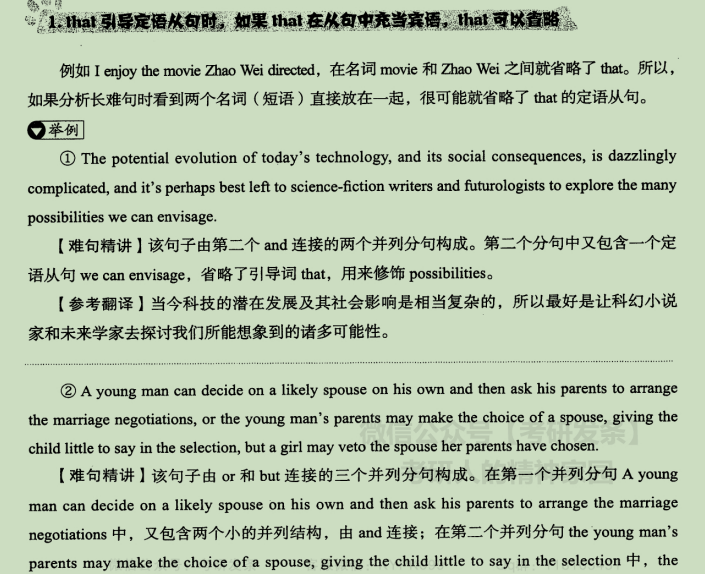 1. that 引导定语从句时，如果 that 在从句中充当宾语，that 可以省略
例如 I enjoy the movie Zhao Wei directed，在名词 movie 和 Zhao Wei 之间就省略了 that。所以，
如果分析长难句时看到两个名词（短语）直接放在一起，很可能就省略了 that 的定语从句。
举例
① The potential evolution of today's technology, and its social consequences, is dazzlingly
complicated, and it's perhaps best left to science-fiction writers and futurologists to explore the many
possibilities we can envisage.
【难句精讲】该句子由第二个 and 连接的两个并列分句构成。第二个分句中又包含一个定
语从句 we can envisage，省略了引导词 that，用来修饰 possibilities。
【参考翻译】当今科技的潜在发展及其社会影响是相当复杂的，所以最好是让科幻小说
家和未来学家去探讨我们所能想象到的诸多可能性。
② A young man can decide on a likely spouse on his own and then ask his parents to arrange
the marriage negotiations, or the young man's parents may make the choice of a spouse, giving the
child little to say in the selection, but a girl may veto the spouse her parents have chosen.
微信公众号【考研发条】
考研人的精神家园
【难句精讲】该句子由 or 和 but 连接的三个并列分句构成。在第一个并列分句 A young
man can decide on a likely spouse on his own and then ask his parents to arrange the marriage
negotiations 中，又包含两个小的并列结构，由 and 连接；在第二个并列分句 the young man's
parents may make the choice of a spouse, giving the child little to say in the selection 中，the